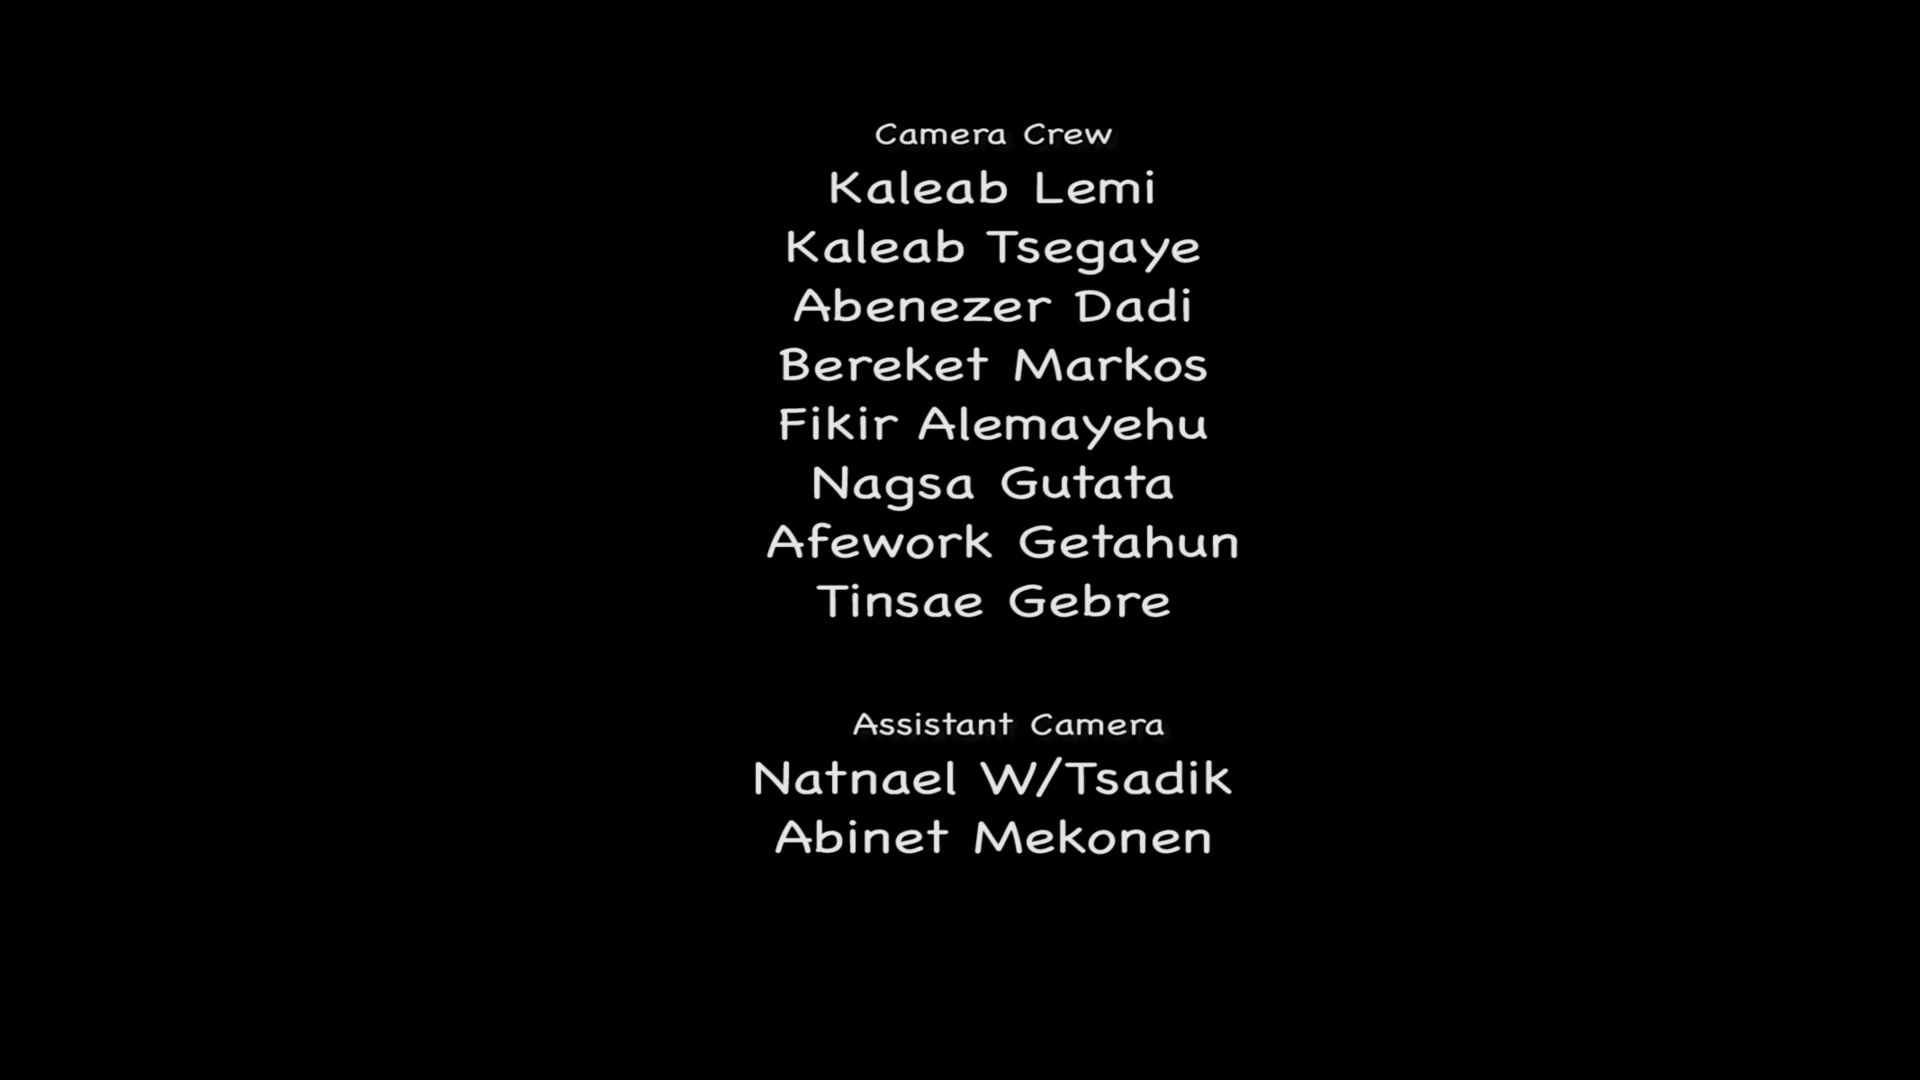 Camera Crew
Kaleab Lemi
Kaleab Tsegaye
Abenezer Dadi
Bereket Markos
Fikir Alemayehu
Nagsa Gutata
Afework Getahun
Tinsae Gebre
Assistant Camera
Natnael W/Tsadik
Abinet Mekonen